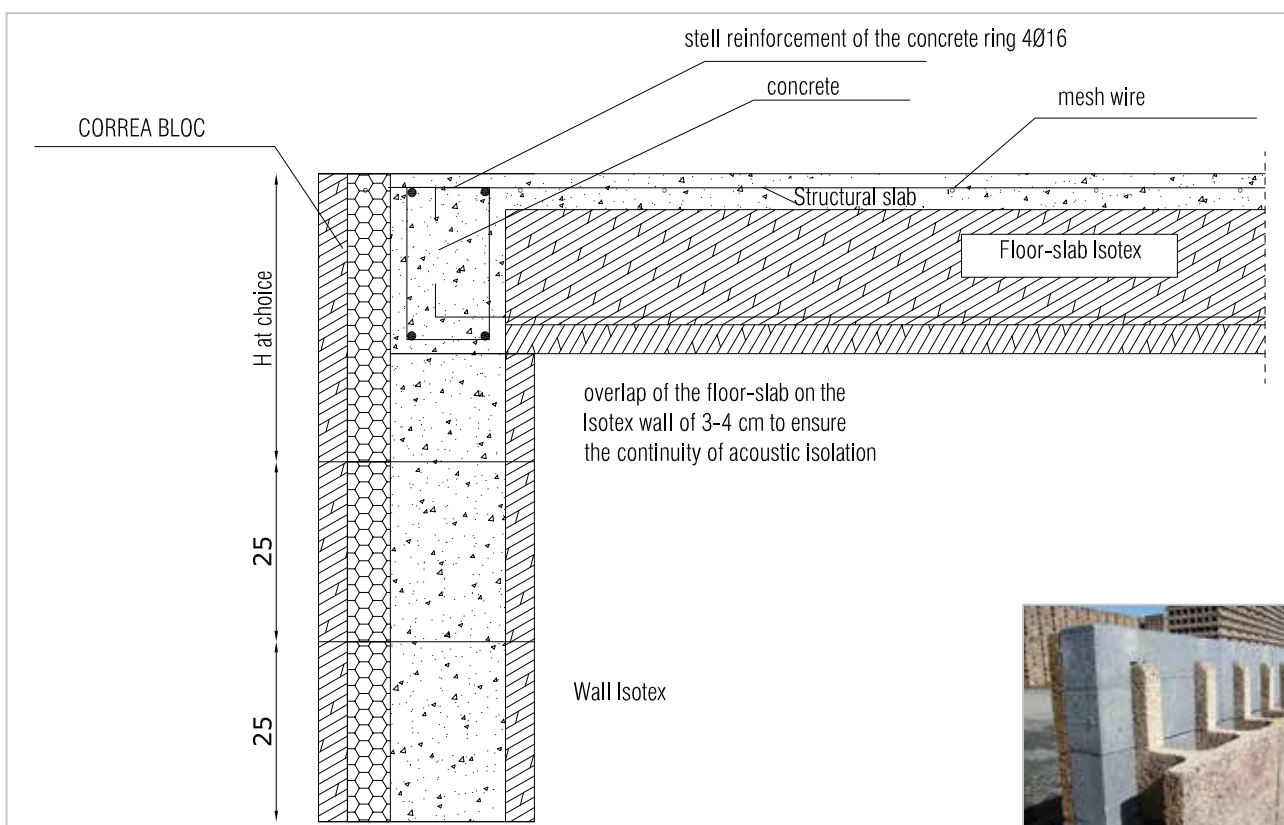 stell reinforcement of the concrete ring 4Ø16
concrete
mesh wire
CORREA BLOC
Structural slab
Floor-slab Isotex
H at choice
overlap of the floor-slab on the
Isotex wall of 3-4 cm to ensure
the continuity of acoustic isolation
25
Wall Isotex
25